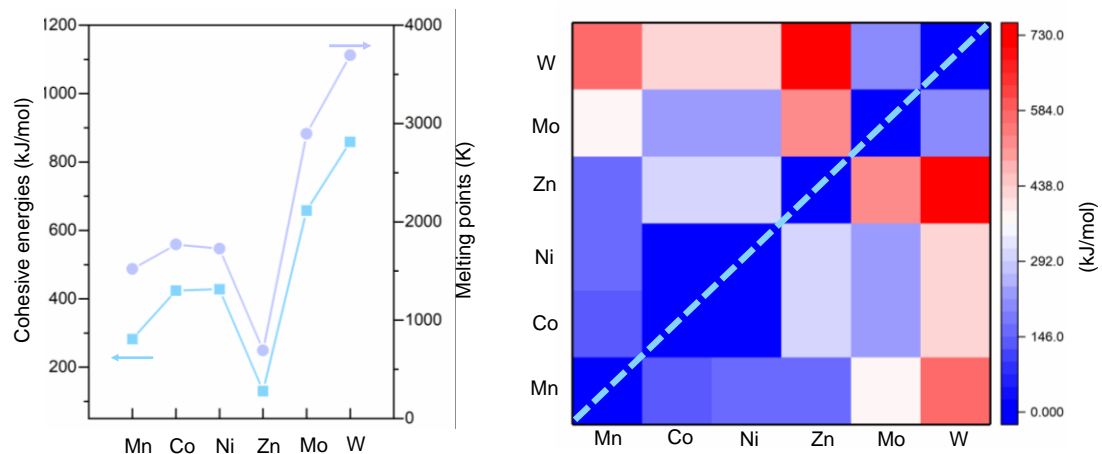 1200
1000
800
600
400
200
Cohesive energies (kJ/mol)
4000
3000
2000
1000
0
Melting points (K)
Mn Co Ni Zn Mo W
W
Mo
Zn
Ni
Co
Mn
Mn Co Ni Zn Mo W
730.0
584.0
438.0
292.0
146.0
0.000
(kJ/mol)